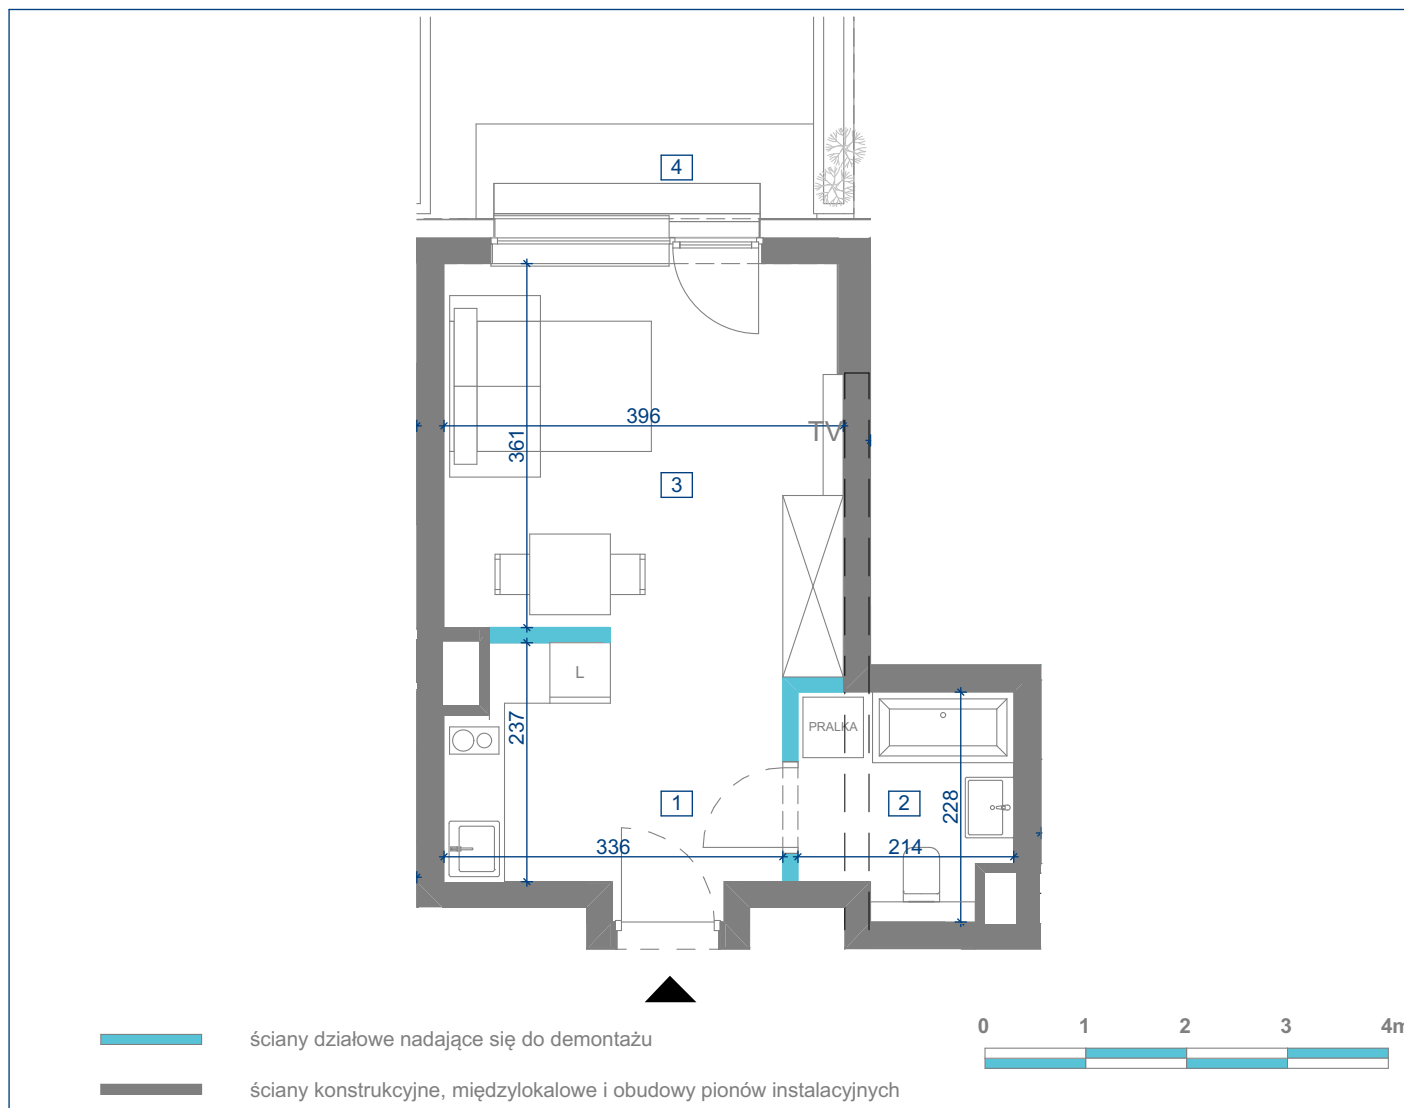 4
396
TV
361
3
L
PRALKA
237
1
2
228
336
214
0 1 2 3 4m
ściany działowe nadające się do demontażu
ściany konstrukcyjne, międzylokalowe i obudowy pionów instalacyjnych